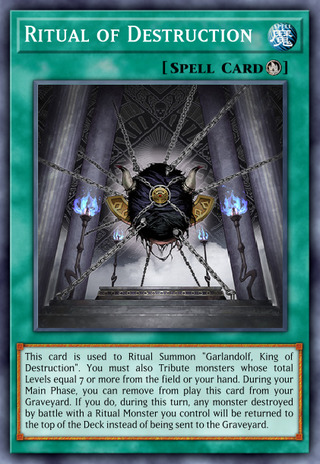 Ritual of Destruction
魔
[Spell Card]
This card is used to Ritual Summon "Garlandolf, King of
Destruction". You must also Tribute monsters whose total
Levels equal 7 or more from the field or your hand. During your
Main Phase, you can remove from play this card from your
Graveyard. If you do, during this turn, any monster destroyed
by battle with a Ritual Monster you control will be returned to
the top of the Deck instead of being sent to the Graveyard.